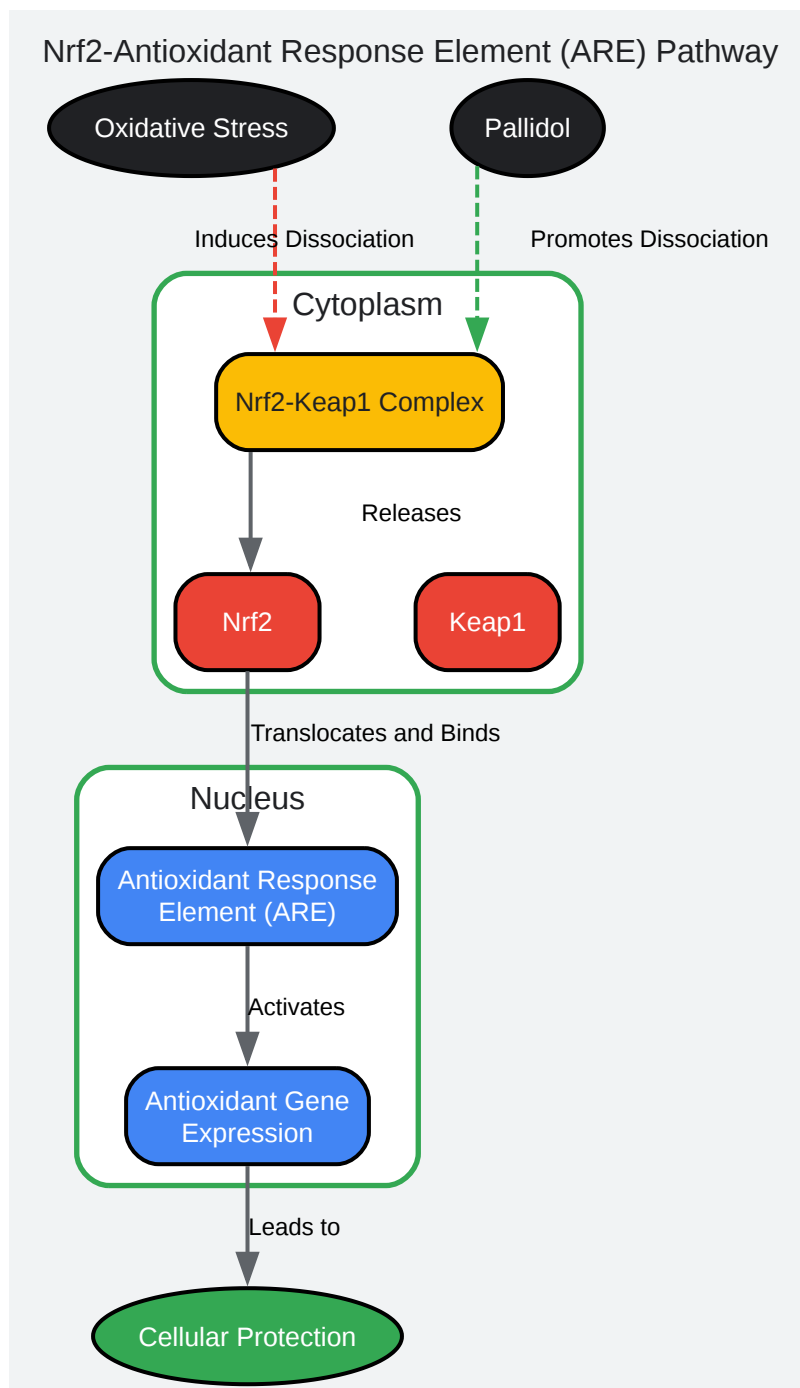 Nrf2-Antioxidant Response Element (ARE) Pathway
Oxidative Stress
Pallidol
Induces Dissociation
Promotes Dissociation
Cytoplasm
Nrf2-Keap1 Complex
Releases
Nrf2
Keap1
Translocates and Binds
Nucleus
Antioxidant Response
Element (ARE)
Activates
Antioxidant Gene
Expression
Leads to
Cellular Protection